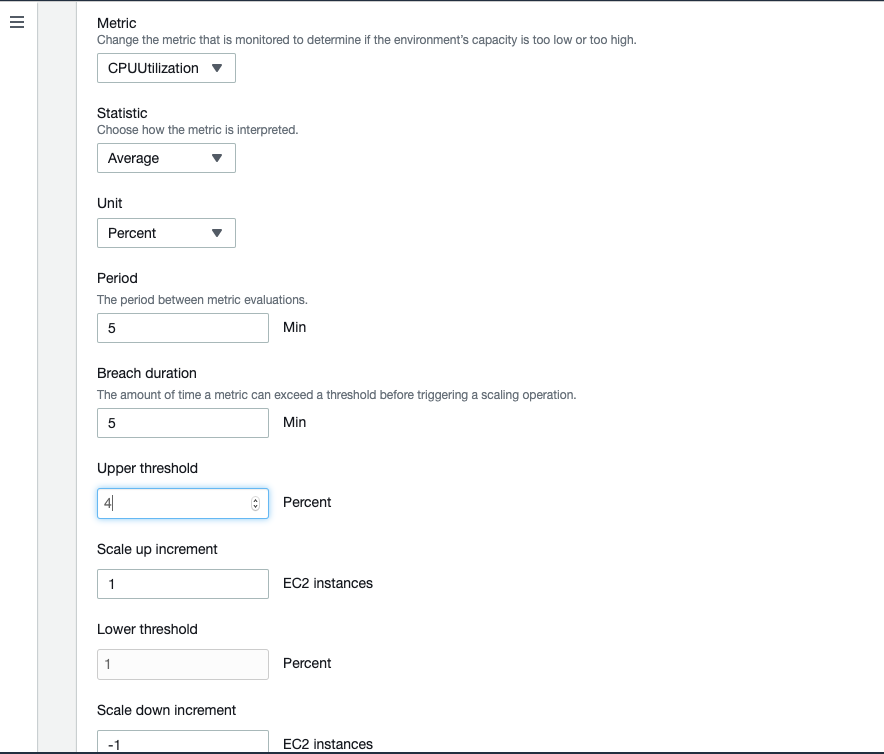 Metric
Change the metric that is monitored to determine if the environment's capacity is too low or too high.
CPUUtilization
Statistic
Choose how the metric is interpreted.
Average
Unit
Percent
Period
The period between metric evaluations.
5 Min
Breach duration
The amount of time a metric can exceed a threshold before triggering a scaling operation.
5 Min
Upper threshold
4 Percent
Scale up increment
1 EC2 instances
Lower threshold
1 Percent
Scale down increment
-1 EC2 instances